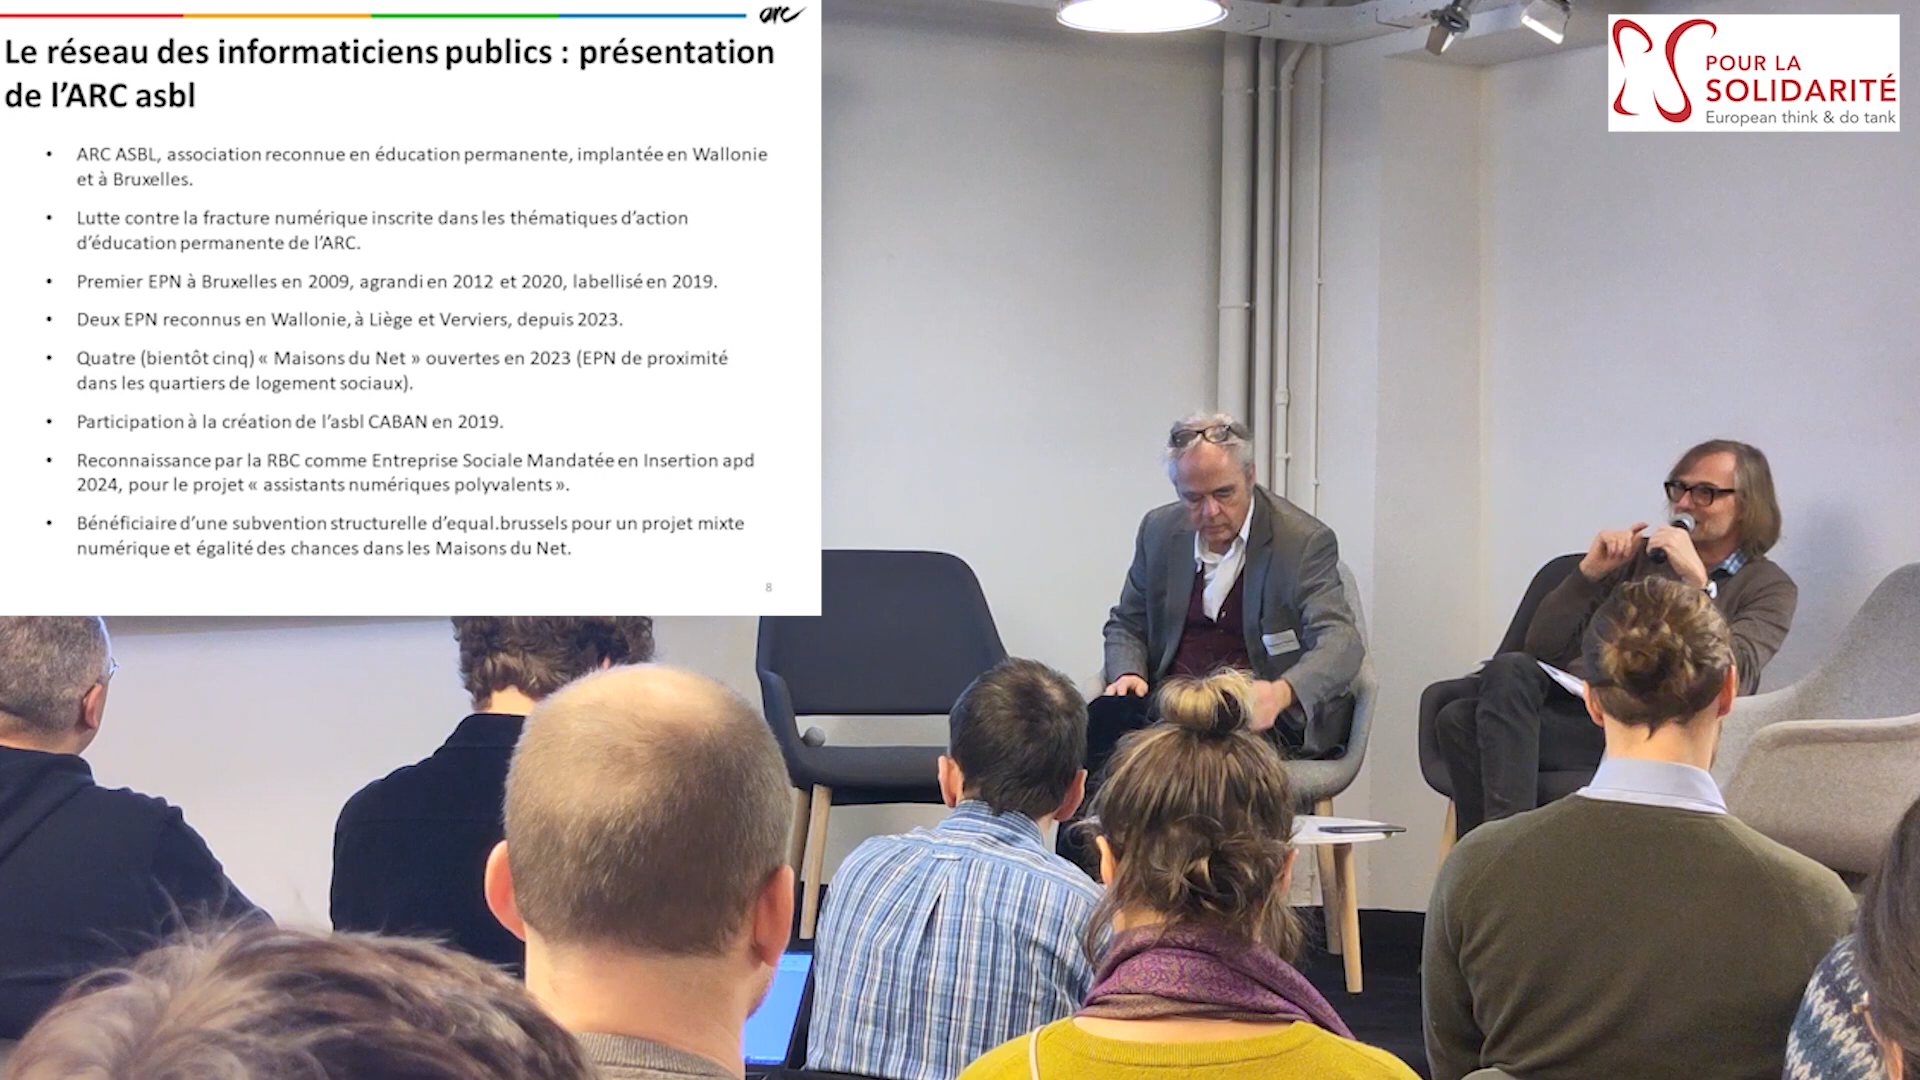 arc
Le réseau des informaticiens publics : présentation
de l’ARC asbl
• ARC ASBL, association reconnue en éducation permanente, implantée en Wallonie
et à Bruxelles.
• Lutte contre la fracture numérique inscrite dans les thématiques d’action
d’éducation permanente de l’ARC.
• Premier EPN à Bruxelles en 2009, agrandi en 2012 et 2020, labellisé en 2019.
• Deux EPN reconnus en Wallonie, à Liège et Verviers, depuis 2023.
• Quatre (bientôt cinq) « Maisons du Net » ouvertes en 2023 (EPN de proximité
dans les quartiers de logement sociaux).
• Participation à la création de l’asbl CABAN en 2019.
• Reconnaissance par la RBC comme Entreprise Sociale Mandatée en Insertion apd
2024, pour le projet « assistants numériques polyvalents ».
• Bénéficiaire d’une subvention structurelle d’equal.brussels pour un projet mixte
numérique et égalité des chances dans les Maisons du Net.
8
POUR LA
SOLIDARITÉ
European think & do tank